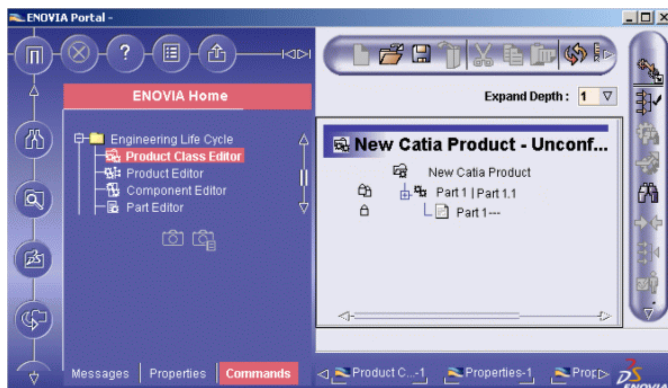 ENOVIA Portal -
ENOVIA Home
Expand Depth : 1
Engineering Life Cycle
Product Class Editor
Product Editor
Component Editor
Part Editor
New Catia Product - Unconf...
New Catia Product
Part 1 | Part 1.1
Part 1---
Messages Properties Commands
Product C...-1 Properties-1 Prop
ENOVIA